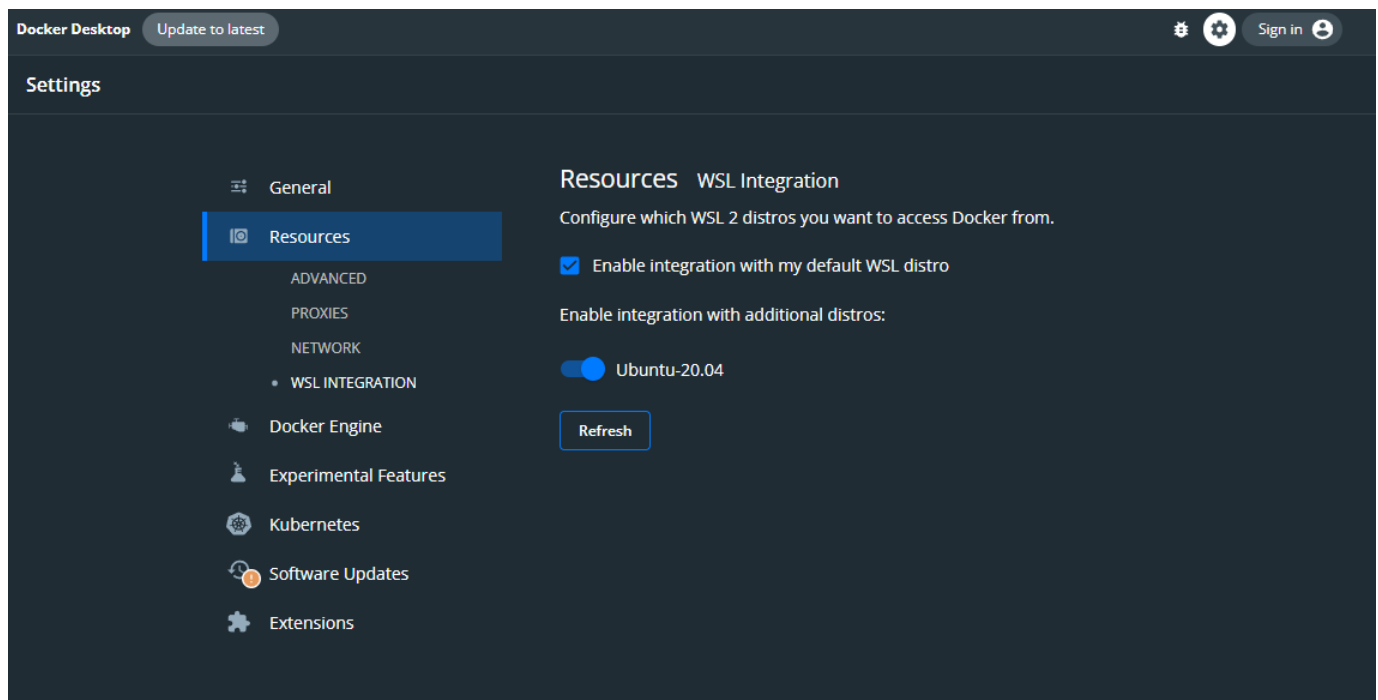 Docker Desktop Update to latest Sign in
Settings
General
Resources
ADVANCED
PROXIES
NETWORK
WSL INTEGRATION
Docker Engine
Experimental Features
Kubernetes
Software Updates
Extensions
Resources WSL Integration
Configure which WSL 2 distros you want to access Docker from.
Enable integration with my default WSL distro
Enable integration with additional distros:
Ubuntu-20.04
Refresh